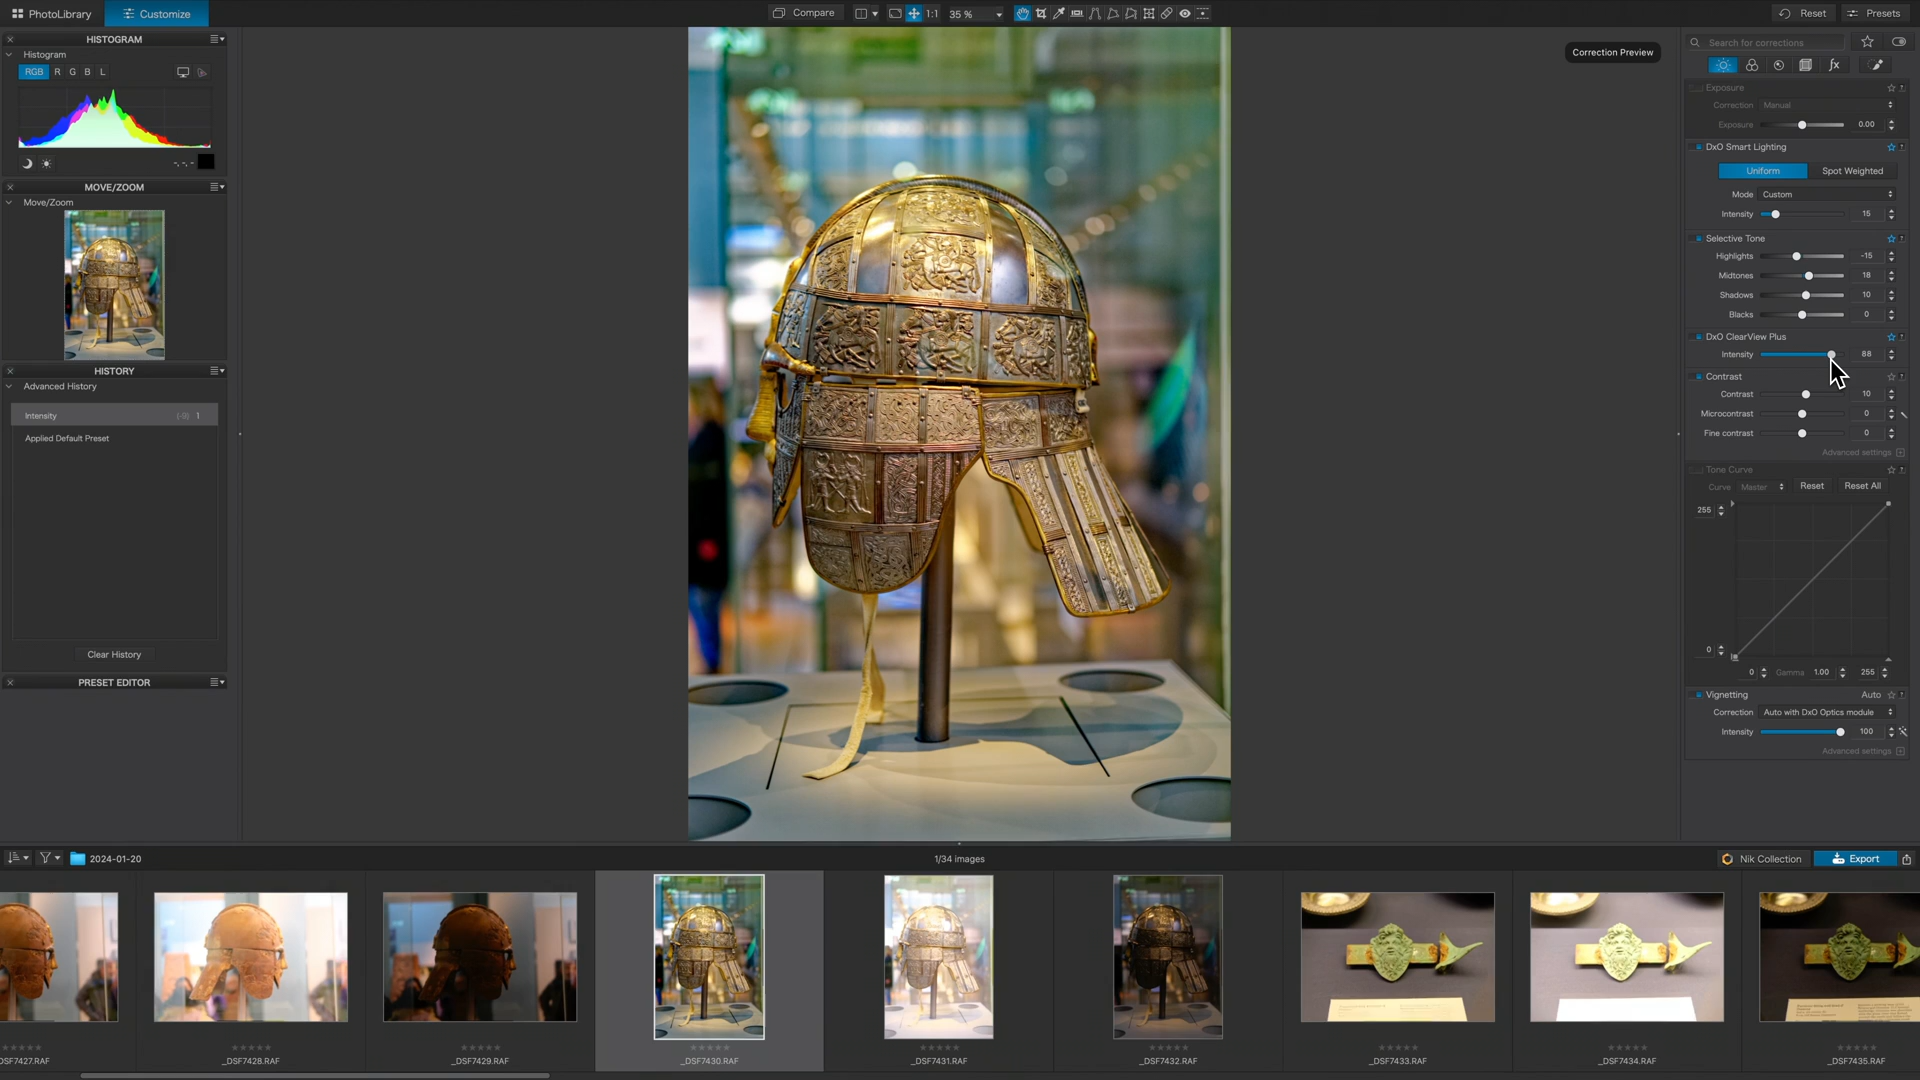 PhotoLibrary
Customize
Compare
1:1
35 %
Reset
Presets
HISTOGRAM
Histogram
RGB R G B L
-, -, -
MOVE/ZOOM
Move/Zoom
HISTORY
Advanced History
Intensity (-9) 1
Applied Default Preset
Clear History
PRESET EDITOR
Correction Preview
Search for corrections
fx
Exposure
Correction Manual
Exposure 0.00
DxO Smart Lighting
Uniform Spot Weighted
Mode Custom
Intensity 15
Selective Tone
Highlights -15
Midtones 18
Shadows 10
Blacks 0
DxO ClearView Plus
Intensity 88
Contrast
Contrast 10
Microcontrast 0
Fine contrast 0
Advanced settings
Tone Curve
Curve Master Reset Reset All
255
0
0 Gamma 1.00 255
Vignetting Auto
Correction Auto with DxO Optics module
Intensity 100
Advanced settings
2024-01-20
1/34 images
Nik Collection
Export
DSF7427.RAF
_DSF7428.RAF
_DSF7429.RAF
_DSF7430.RAF
_DSF7431.RAF
_DSF7432.RAF
_DSF7433.RAF
_DSF7434.RAF
_DSF7435.RAF